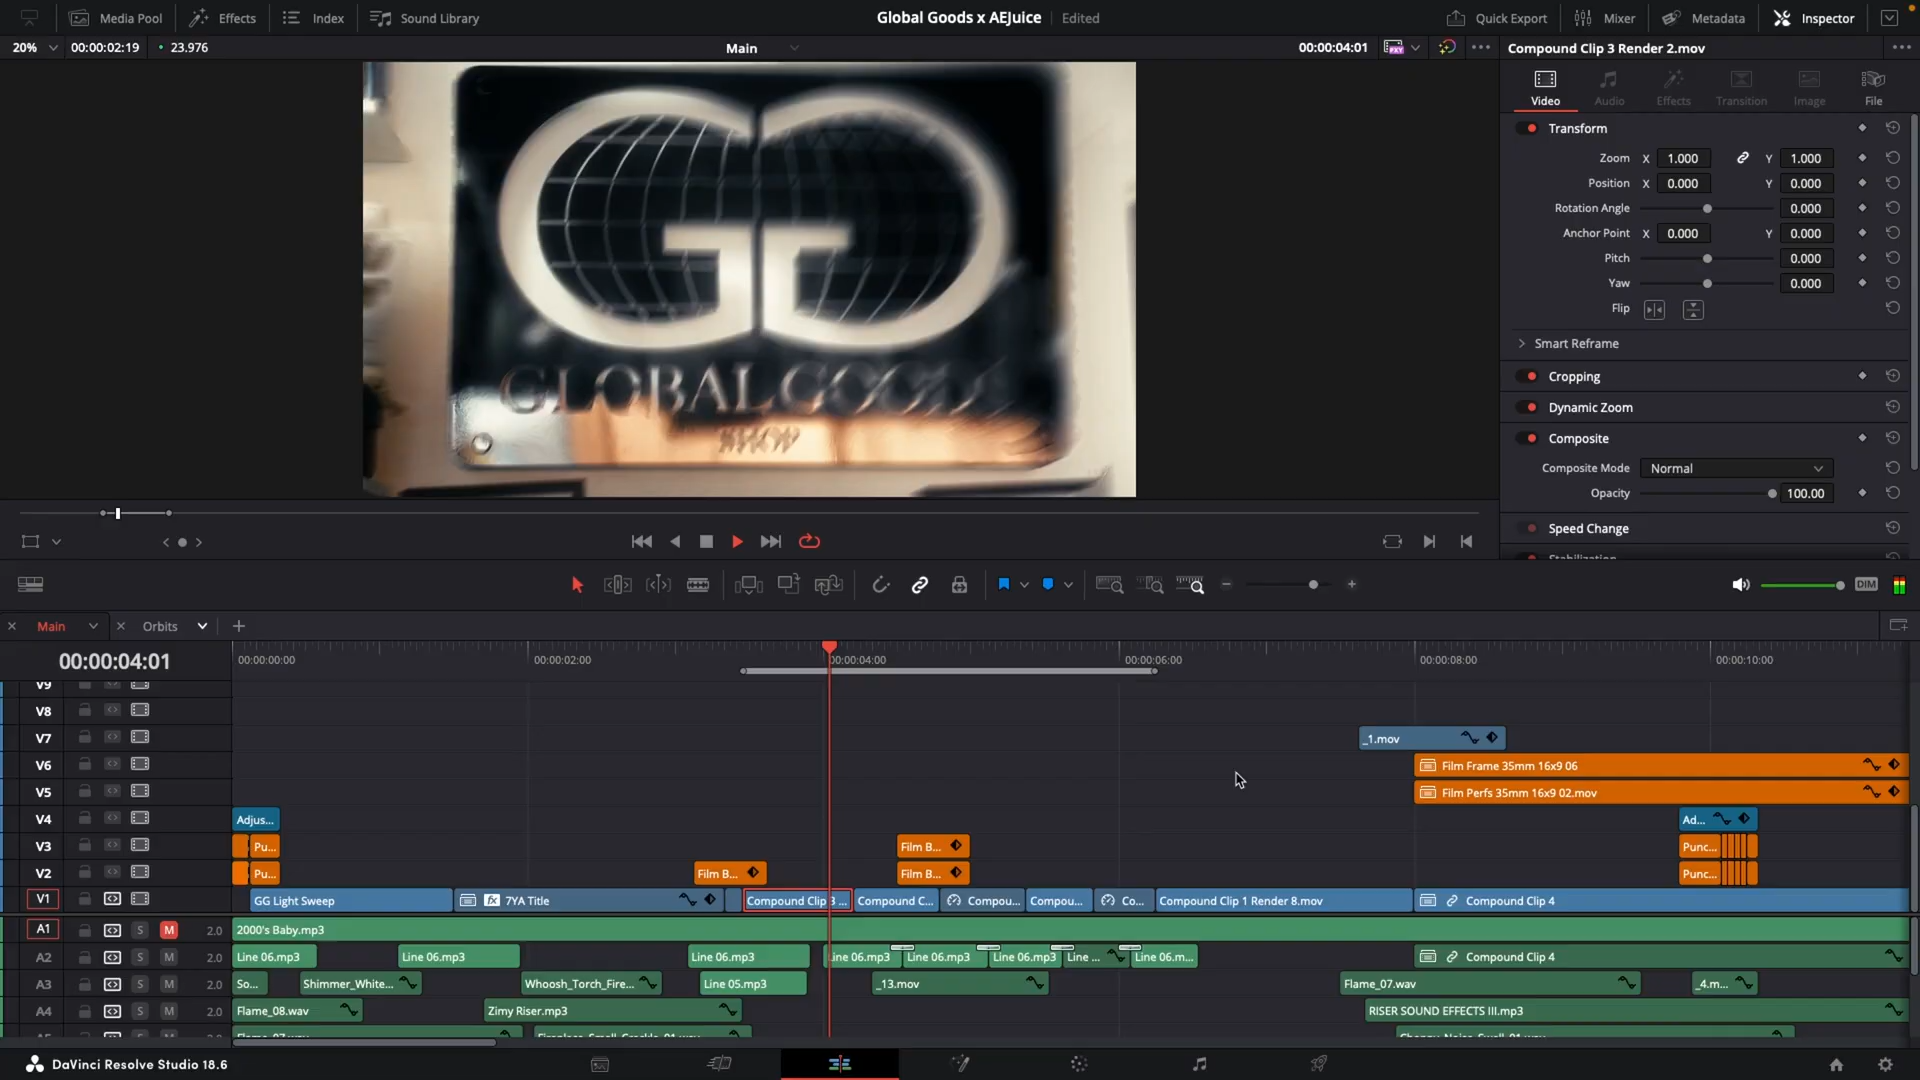 Media Pool Effects Index Sound Library Global Goods x AEJuice Edited Quick Export Mixer Metadata Inspector
20% 00:00:02:19 23.976 Main 00:00:04:01 Compound Clip 3 Render 2.mov
GLOBAL GOODS
SHOP
Video Audio Effects Transition Image File
Transform
Zoom X 1.000 Y 1.000
Position X 0.000 Y 0.000
Rotation Angle 0.000
Anchor Point X 0.000 Y 0.000
Pitch 0.000
Yaw 0.000
Flip
Smart Reframe
Cropping
Dynamic Zoom
Composite
Composite Mode Normal
Opacity 100.00
Speed Change
Stabilization
DIM
Main Orbits
00:00:04:01 00:00:00:00 00:00:02:00 00:00:04:00 00:00:06:00 00:00:08:00 00:00:10:00
V9
V8
V7 _1.mov
V6 Film Frame 35mm 16x9 06
V5 Film Perfs 35mm 16x9 02.mov
V4 Adjus... Ad...
V3 Pu... Film B... Punc...
V2 Pu... Film B... Film B... Punc...
V1 GG Light Sweep fx 7YA Title Compound Clip 3 ... Compound C... Compou... Compou... Co... Compound Clip 1 Render 8.mov Compound Clip 4
A1 S M 2.0 2000's Baby.mp3
A2 S M 2.0 Line 06.mp3 Line 06.mp3 Line 06.mp3 Line 06.mp3 Line 06.mp3 Line 06.mp3 Line ... Line 06.m... Compound Clip 4
A3 S M 2.0 So... Shimmer_White... Whoosh_Torch_Fire... Line 05.mp3 _13.mov Flame_07.wav _4.m...
A4 S M 2.0 Flame_08.wav Zimy Riser.mp3 RISER SOUND EFFECTS III.mp3
DaVinci Resolve Studio 18.6